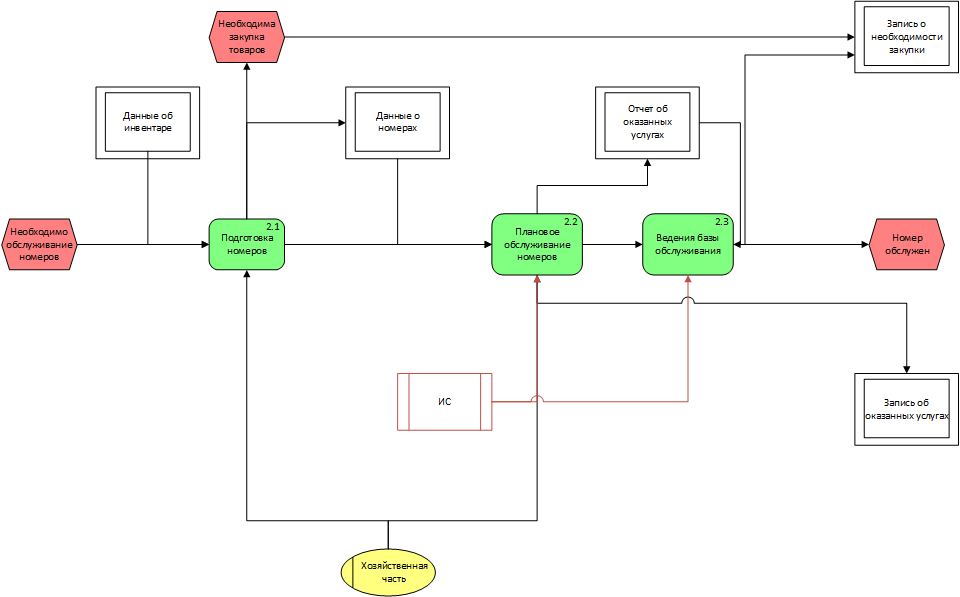 Необходима
закупка
товаров
Запись о
необходимости
закупки
Данные об
инвентаре
Данные о
номерах
Отчет об
оказанных
услугах
Необходимо
обслуживание
номеров
2.1
Подготовка
номеров
2.2
Плановое
обслуживание
номеров
2.3
Ведения базы
обслуживания
Номер
обслужен
ИС
Запись об
оказанных услугах
Хозяйственная
часть